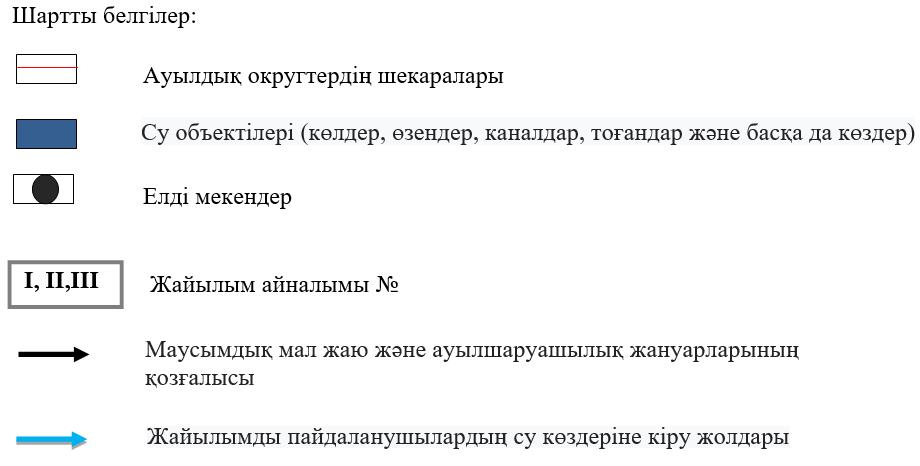 Шартты белгілер:
Ауылдық округтердің шекаралары
Су объектілері (көлдер, өзендер, каналдар, тоғандар және басқа да көздер)
Елді мекендер
I, II,III Жайылым айналымы №
Маусымдық мал жаю және ауылшаруашылық жануарларының
қозғалысы
Жайылымды пайдаланушылардың су көздеріне кіру жолдары